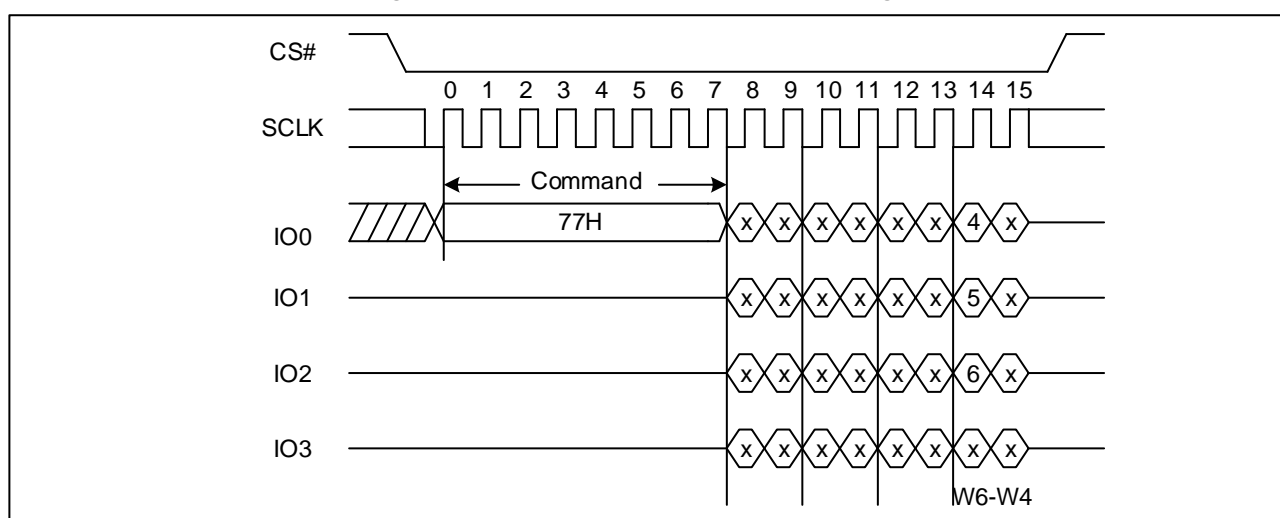 CS#
0 1 2 3 4 5 6 7 8 9 10 11 12 13 14 15
SCLK
Command
77H x x x x x x 4 x
IO0
IO1 x x x x x x 5 x
IO2 x x x x x x 6 x
IO3 x x x x x x x x
W6-W4